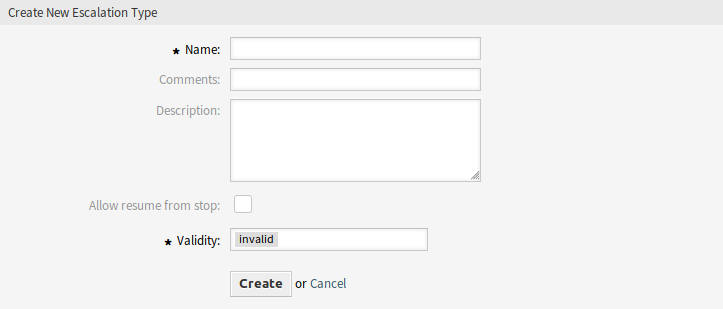 Create New Escalation Type
★ Name:
Comments:
Description:
Allow resume from stop:
★ Validity: invalid
Create or Cancel